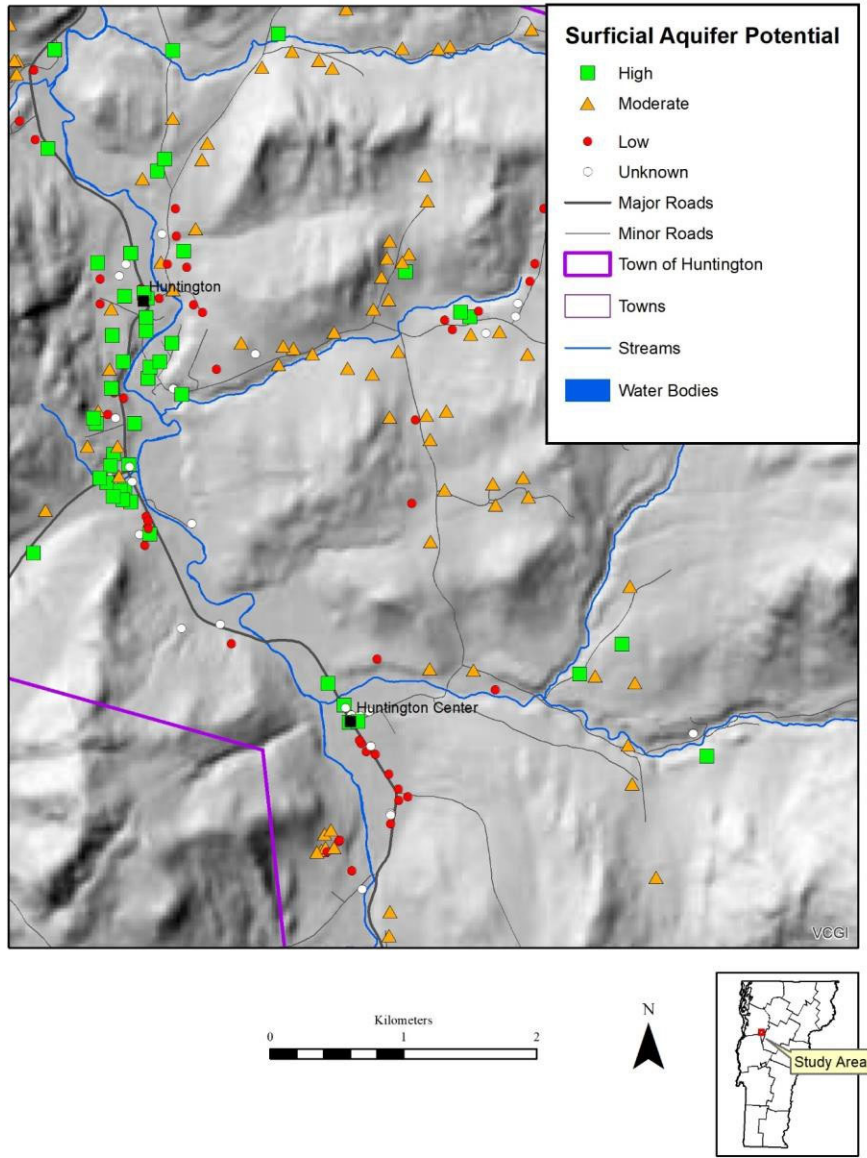 Surficial Aquifer Potential
High
Moderate
Low
Unknown
Major Roads
Minor Roads
Town of Huntington
Towns
Streams
Water Bodies
Huntington
Huntington Center
VCGI
Kilometers
0 1 2
N
Study Area